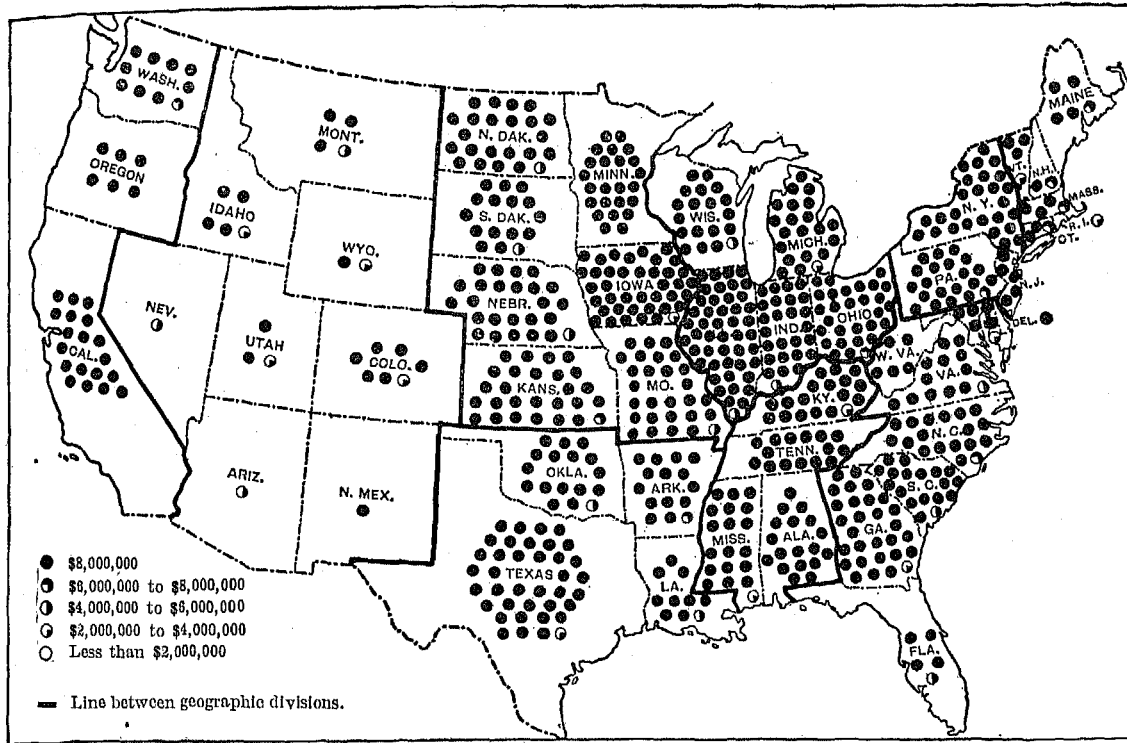 WASH.
MONT.
N. DAK.
MINN.
MAINE
OREGON
IDAHO
S. DAK.
WIS.
MICH.
N.Y.
VT.
N.H.
MASS.
R.I.
CT.
WYO.
NEBR.
IOWA
PA.
N.J.
NEV.
UTAH
COLO.
CAL.
KANS.
MO.
IND.
OHIO
W. VA.
VA.
DEL.
KY.
ARIZ.
N. MEX.
OKLA.
ARK.
TENN.
N.C.
S.C.
TEXAS
LA.
MISS.
ALA.
GA.
FLA.
$8,000,000
$6,000,000 to $8,000,000
$4,000,000 to $6,000,000
$2,000,000 to $4,000,000
Less than $2,000,000
Line between geographic divisions.